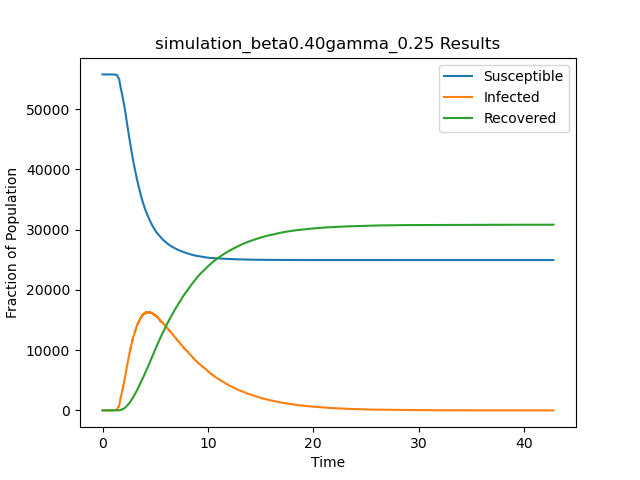 simulation_beta0.40gamma_0.25 Results
Susceptible
Infected
Recovered
Fraction of Population
50000
40000
30000
20000
10000
0
0 10 20 30 40
Time